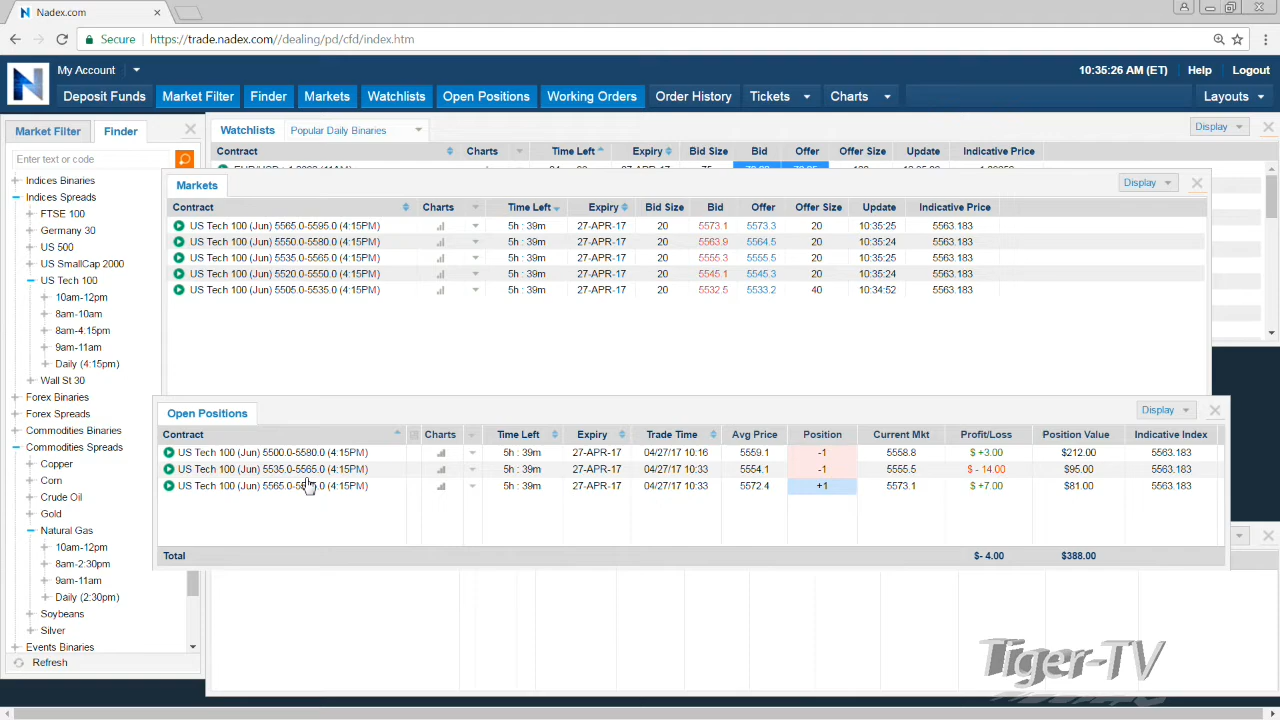 Nadex.com
Secure https://trade.nadex.com//dealing/pd/cfd/index.htm
My Account 10:35:26 AM (ET) Help Logout
Deposit Funds Market Filter Finder Markets Watchlists Open Positions Working Orders Order History Tickets Charts Layouts
Market Filter Finder
Enter text or code
Indices Binaries
Indices Spreads
FTSE 100
Germany 30
US 500
US SmallCap 2000
US Tech 100
10am-12pm
8am-10am
8am-4.15pm
9am-11am
Daily (4:15pm)
Wall St 30
Forex Binaries
Forex Spreads
Commodities Binaries
Commodities Spreads
Copper
Corn
Crude Oil
Gold
Natural Gas
10am-12pm
8am-2:30pm
9am-11am
Daily (2:30pm)
Soybeans
Silver
Events Binaries
Refresh
Watchlists Popular Daily Binaries Display
Contract Charts Time Left Expiry Bid Size Bid Offer Offer Size Update Indicative Price
Markets Display
Contract Charts Time Left Expiry Bid Size Bid Offer Offer Size Update Indicative Price
US Tech 100 (Jun) 5565.0-5595.0 (4:15PM) 5h : 39m 27-APR-17 20 5573.1 5573.3 20 10:35:25 5563.183
US Tech 100 (Jun) 5550.0-5580.0 (4:15PM) 5h : 39m 27-APR-17 20 5563.9 5564.5 20 10:35:24 5563.183
US Tech 100 (Jun) 5535.0-5565.0 (4:15PM) 5h : 39m 27-APR-17 20 5555.3 5555.5 20 10:35:25 5563.183
US Tech 100 (Jun) 5520.0-5550.0 (4:15PM) 5h : 39m 27-APR-17 20 5545.1 5545.3 20 10:35:24 5563.183
US Tech 100 (Jun) 5505.0-5535.0 (4:15PM) 5h : 39m 27-APR-17 20 5532.5 5533.2 40 10:34:52 5563.183
Open Positions Display
Contract Charts Time Left Expiry Trade Time Avg Price Position Current Mkt Profit/Loss Position Value Indicative Index
US Tech 100 (Jun) 5500.0-5580.0 (4:15PM) 5h : 39m 27-APR-17 04/27/17 10:16 5559.1 -1 5558.8 $ +3.00 $212.00 5563.183
US Tech 100 (Jun) 5535.0-5565.0 (4:15PM) 5h : 39m 27-APR-17 04/27/17 10:33 5554.1 -1 5555.5 $ - 14.00 $95.00 5563.183
US Tech 100 (Jun) (4:15PM) 5h : 39m 27-APR-17 04/27/17 10:33 5572.4 +1 5573.1 $ +7.00 $81.00 5563.183
Total $- 4.00 $388.00
Tiger-TV